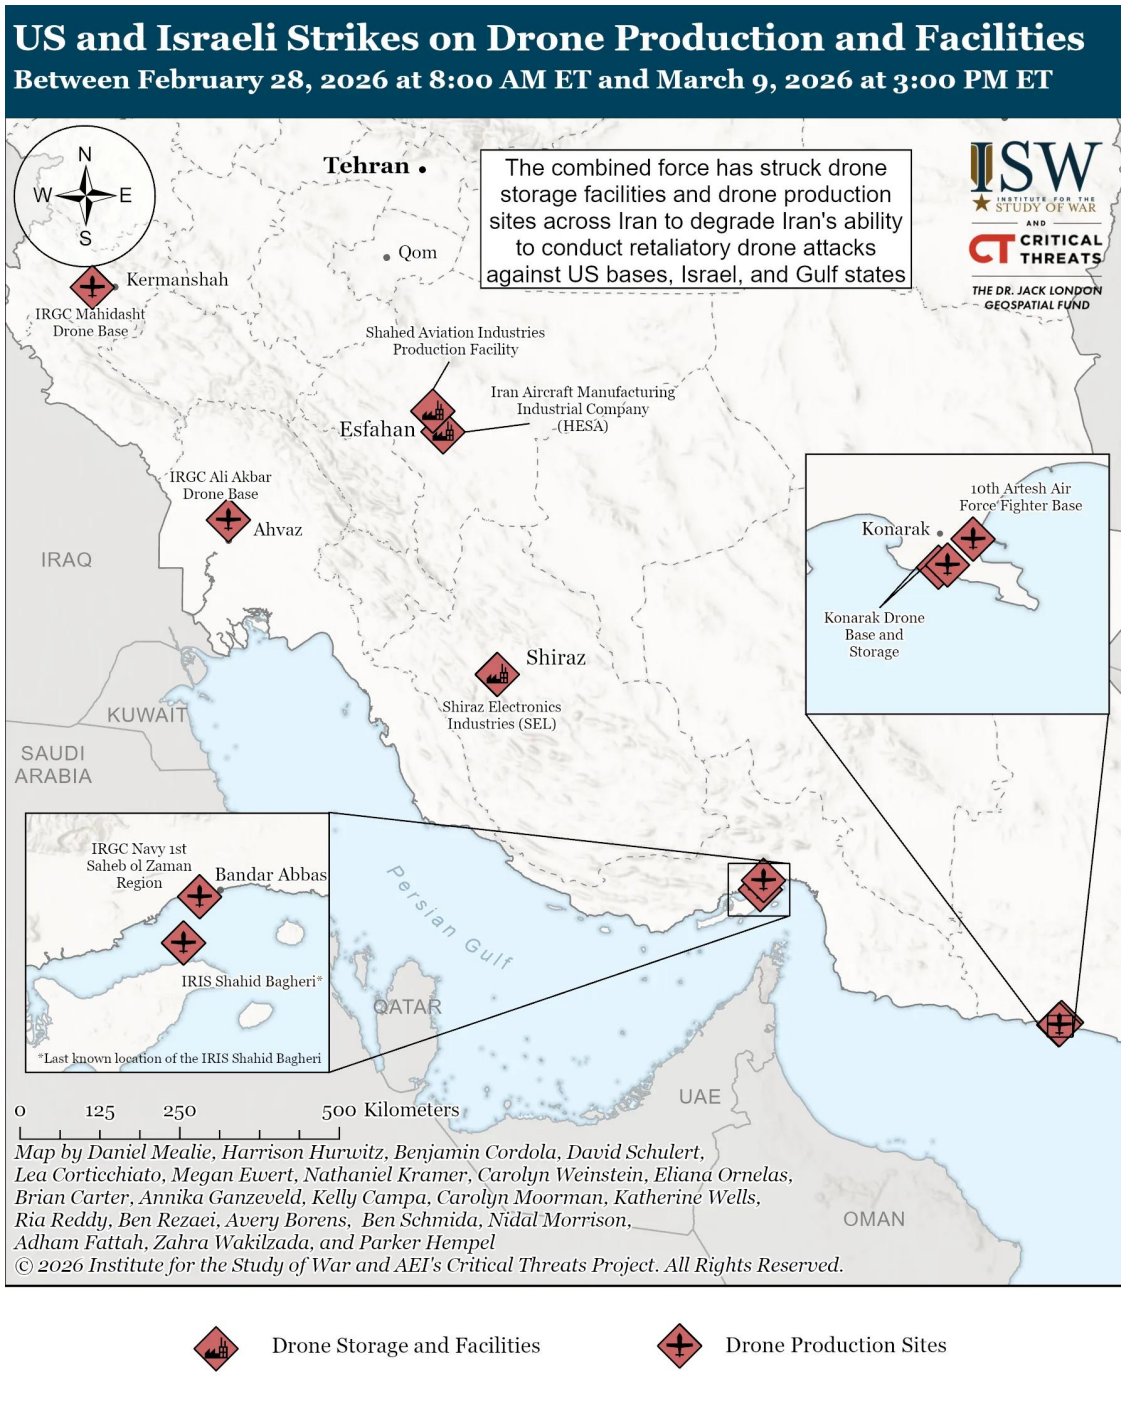 US and Israeli Strikes on Drone Production and Facilities
Between February 28, 2026 at 8:00 AM ET and March 9, 2026 at 3:00 PM ET
N
W
E
S
Tehran
The combined force has struck drone
storage facilities and drone production
sites across Iran to degrade Iran's ability
to conduct retaliatory drone attacks
against US bases, Israel, and Gulf states
ISW
INSTITUTE FOR THE
STUDY OF WAR
AND
CT CRITICAL
THREATS
THE DR. JACK LONDON
GEOSPATIAL FUND
Qom
Kermanshah
IRGC Mahidasht
Drone Base
Shahed Aviation Industries
Production Facility
Iran Aircraft Manufacturing
Industrial Company
(HESA)
Esfahan
IRGC Ali Akbar
Drone Base
Ahvaz
IRAQ
10th Artesh Air
Force Fighter Base
Konarak
Konarak Drone
Base and
Storage
Shiraz
Shiraz Electronics
Industries (SEL)
KUWAIT
SAUDI
ARABIA
IRGC Navy 1st
Saheb ol Zaman
Region
Bandar Abbas
IRIS Shahid Bagheri*
*Last known location of the IRIS Shahid Bagheri
Persian Gulf
QATAR
UAE
OMAN
0 125 250 500 Kilometers
Map by Daniel Mealie, Harrison Hurwitz, Benjamin Cordola, David Schulert,
Lea Corticchiato, Megan Ewert, Nathaniel Kramer, Carolyn Weinstein, Eliana Ornelas,
Brian Carter, Annika Ganzeveld, Kelly Campa, Carolyn Moorman, Katherine Wells,
Ria Reddy, Ben Rezaei, Avery Borens, Ben Schmida, Nidal Morrison,
Adham Fattah, Zahra Wakilzada, and Parker Hempel
© 2026 Institute for the Study of War and AEI's Critical Threats Project. All Rights Reserved.
Drone Storage and Facilities
Drone Production Sites